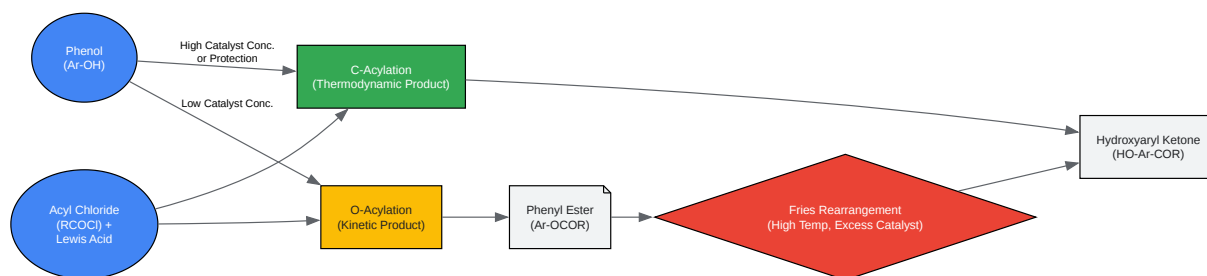 Phenol
(Ar-OH)
High Catalyst Conc.
or Protection
C-Acylation
(Thermodynamic Product)
Low Catalyst Conc.
Hydroxyaryl Ketone
(HO-Ar-COR)
Acyl Chloride
(RCOCl) +
Lewis Acid
O-Acylation
(Kinetic Product)
Phenyl Ester
(Ar-OCOR)
Fries Rearrangement
(High Temp, Excess Catalyst)